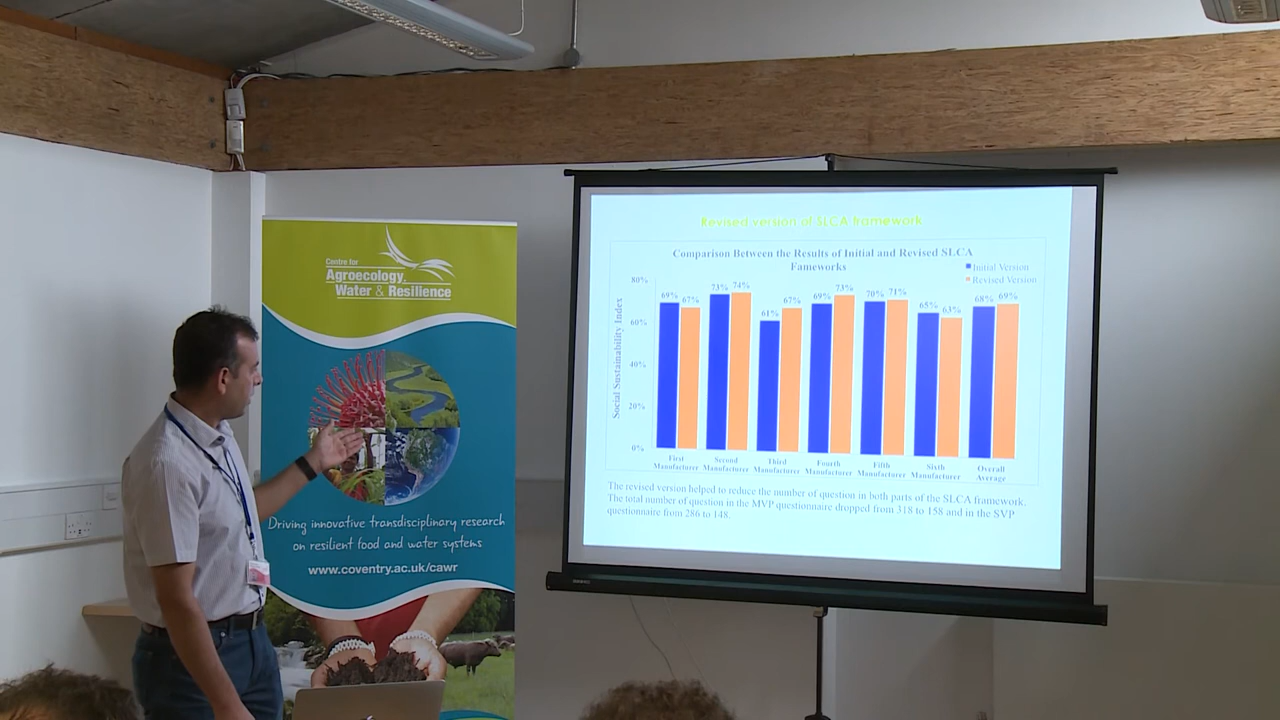 Centre for
Agroecology,
Water & Resilience
Driving innovative transdisciplinary research
on resilient food and water systems
www.coventry.ac.uk/cawr
Revised version of SLCA framework
Comparison Between the Results of Initial and Revised SLCA
Fameworks
Initial Version
Revised Version
Social Sustainability Index
80%
60%
40%
20%
0%
69% 67% 73% 74% 61% 67% 69% 73% 70% 71% 65% 63% 68% 69%
First Manufacturer
Second Manufacturer
Third Manufacturer
Fourth Manufacturer
Fifth Manufacturer
Sixth Manufacturer
Overall Average
The revised version helped to reduce the number of question in both parts of the SLCA framework.
The total number of question in the MVP questionnaire dropped from 318 to 158 and in the SVP
questionnaire from 286 to 148.